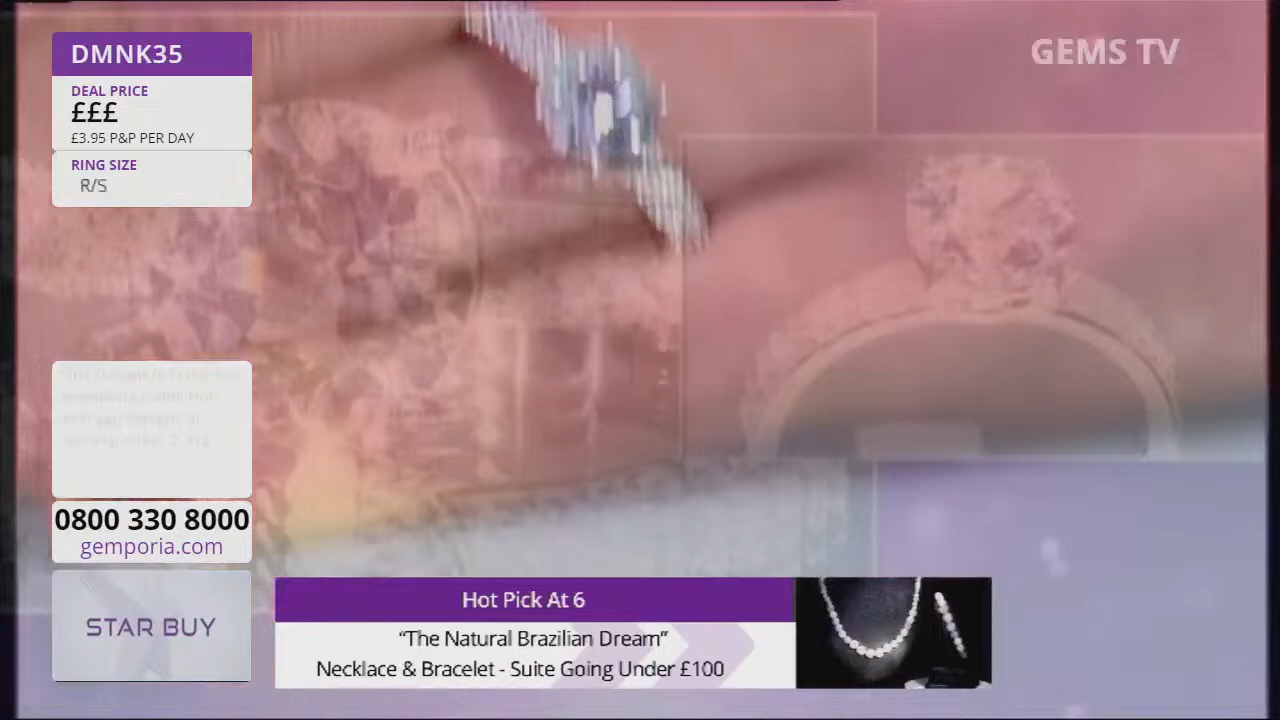 DMNK35
DEAL PRICE
£££
£3.95 P&P PER DAY
RING SIZE
R/S
GEMS TV
0800 330 8000
gemporia.com
STAR BUY
Hot Pick At 6
“The Natural Brazilian Dream”
Necklace & Bracelet - Suite Going Under £100